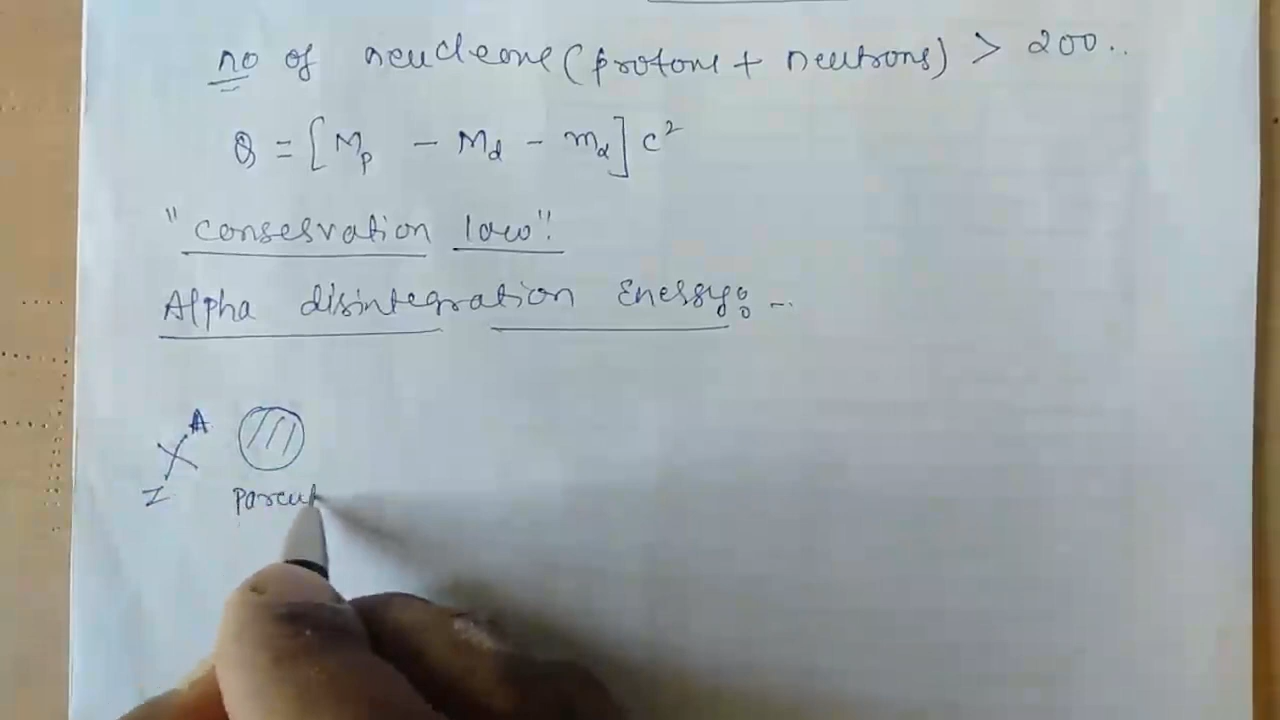 no of neucleons (protons + neutrons) > 200..
Q = [Mp - Md - mα] c²
"conservation law":
Alpha disintegration Energy: -..
X A
Z
Parent